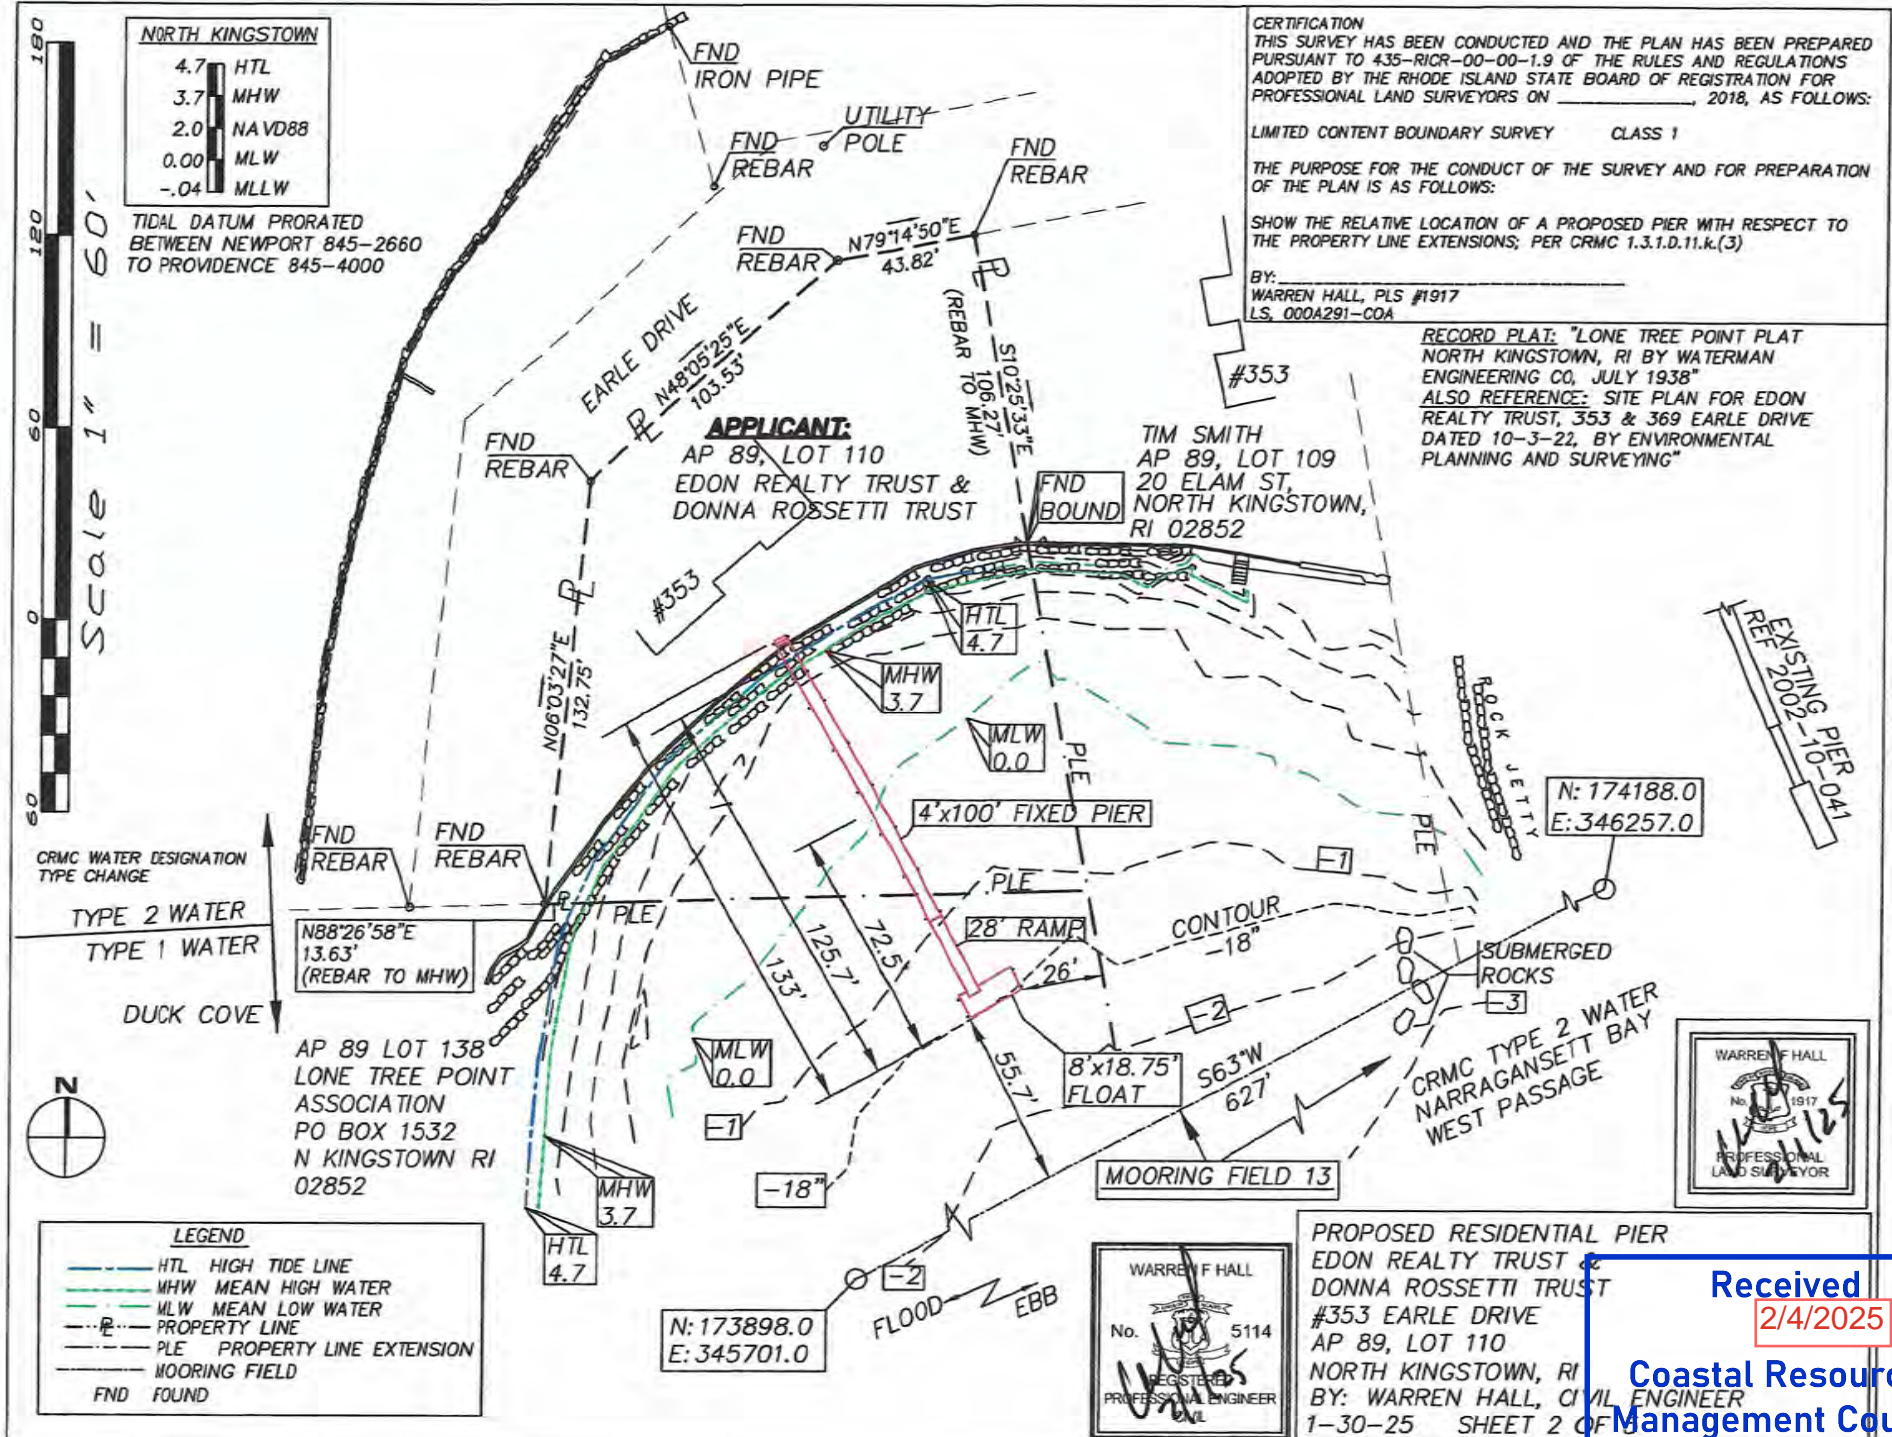 NORTH KINGSTOWN
4.7 HTL
3.7 MHW
2.0 NAVD88
0.00 MLW
-.04 MLLW
TIDAL DATUM PRORATED
BETWEEN NEWPORT 845-2660
TO PROVIDENCE 845-4000
180
120
60
0
60
Scale 1" = 60'
FND
IRON PIPE
UTILITY
POLE
FND
REBAR
FND
REBAR
FND
REBAR
N79°14'50"E
43.82'
PL
EARLE DRIVE
N48°05'25"E
103.53'
PL
S10°25'33"E
106.27'
(REBAR TO MHW)
CERTIFICATION
THIS SURVEY HAS BEEN CONDUCTED AND THE PLAN HAS BEEN PREPARED
PURSUANT TO 435-RICR-00-00-1.9 OF THE RULES AND REGULATIONS
ADOPTED BY THE RHODE ISLAND STATE BOARD OF REGISTRATION FOR
PROFESSIONAL LAND SURVEYORS ON ____________, 2018, AS FOLLOWS:
LIMITED CONTENT BOUNDARY SURVEY CLASS 1
THE PURPOSE FOR THE CONDUCT OF THE SURVEY AND FOR PREPARATION
OF THE PLAN IS AS FOLLOWS:
SHOW THE RELATIVE LOCATION OF A PROPOSED PIER WITH RESPECT TO
THE PROPERTY LINE EXTENSIONS; PER CRMC 1.3.1.D.11.k.(3)
BY:______________________________
WARREN HALL, PLS #1917
LS, 000A291-COA
RECORD PLAT: "LONE TREE POINT PLAT
NORTH KINGSTOWN, RI BY WATERMAN
ENGINEERING CO, JULY 1938"
ALSO REFERENCE: SITE PLAN FOR EDON
REALTY TRUST, 353 & 369 EARLE DRIVE
DATED 10-3-22, BY ENVIRONMENTAL
PLANNING AND SURVEYING"
#353
FND
REBAR
APPLICANT:
AP 89, LOT 110
EDON REALTY TRUST &
DONNA ROSSETTI TRUST
FND
BOUND
TIM SMITH
AP 89, LOT 109
20 ELAM ST,
NORTH KINGSTOWN,
RI 02852
#353
PL
N06°03'27"E
132.75'
HTL
4.7
MHW
3.7
MLW
0.0
PLE
ROCK JETTY
EXISTING PIER
REF 2002-10-041
N: 174188.0
E: 346257.0
PLE
4'x100' FIXED PIER
-1
PLE
FND
REBAR
FND
REBAR
CRMC WATER DESIGNATION
TYPE CHANGE
TYPE 2 WATER
TYPE 1 WATER
DUCK COVE
N88°26'58"E
13.63'
(REBAR TO MHW)
PL
PLE
133'
125.7'
72.5'
28' RAMP
26'
CONTOUR
-18"
SUBMERGED
ROCKS
-3
-2
CRMC TYPE 2 WATER
NARRAGANSETT BAY
WEST PASSAGE
8'x18.75'
FLOAT
55.7'
S63°W
627'
MOORING FIELD 13
MLW
0.0
-1
-18"
AP 89 LOT 138
LONE TREE POINT
ASSOCIATION
PO BOX 1532
N KINGSTOWN RI
02852
N
MHW
3.7
HTL
4.7
-2
N: 173898.0
E: 345701.0
FLOOD
EBB
LEGEND
HTL HIGH TIDE LINE
MHW MEAN HIGH WATER
MLW MEAN LOW WATER
PL PROPERTY LINE
PLE PROPERTY LINE EXTENSION
MOORING FIELD
FND FOUND
WARREN F HALL
No. 1917
PROFESSIONAL
LAND SURVEYOR
WARREN F HALL
No. 5114
REGISTERED
PROFESSIONAL ENGINEER
CIVIL
PROPOSED RESIDENTIAL PIER
EDON REALTY TRUST &
DONNA ROSSETTI TRUST
#353 EARLE DRIVE
AP 89, LOT 110
NORTH KINGSTOWN, RI
BY: WARREN HALL, CIVIL ENGINEER
1-30-25 SHEET 2 OF
Received
2/4/2025
Coastal Resour
Management Cou